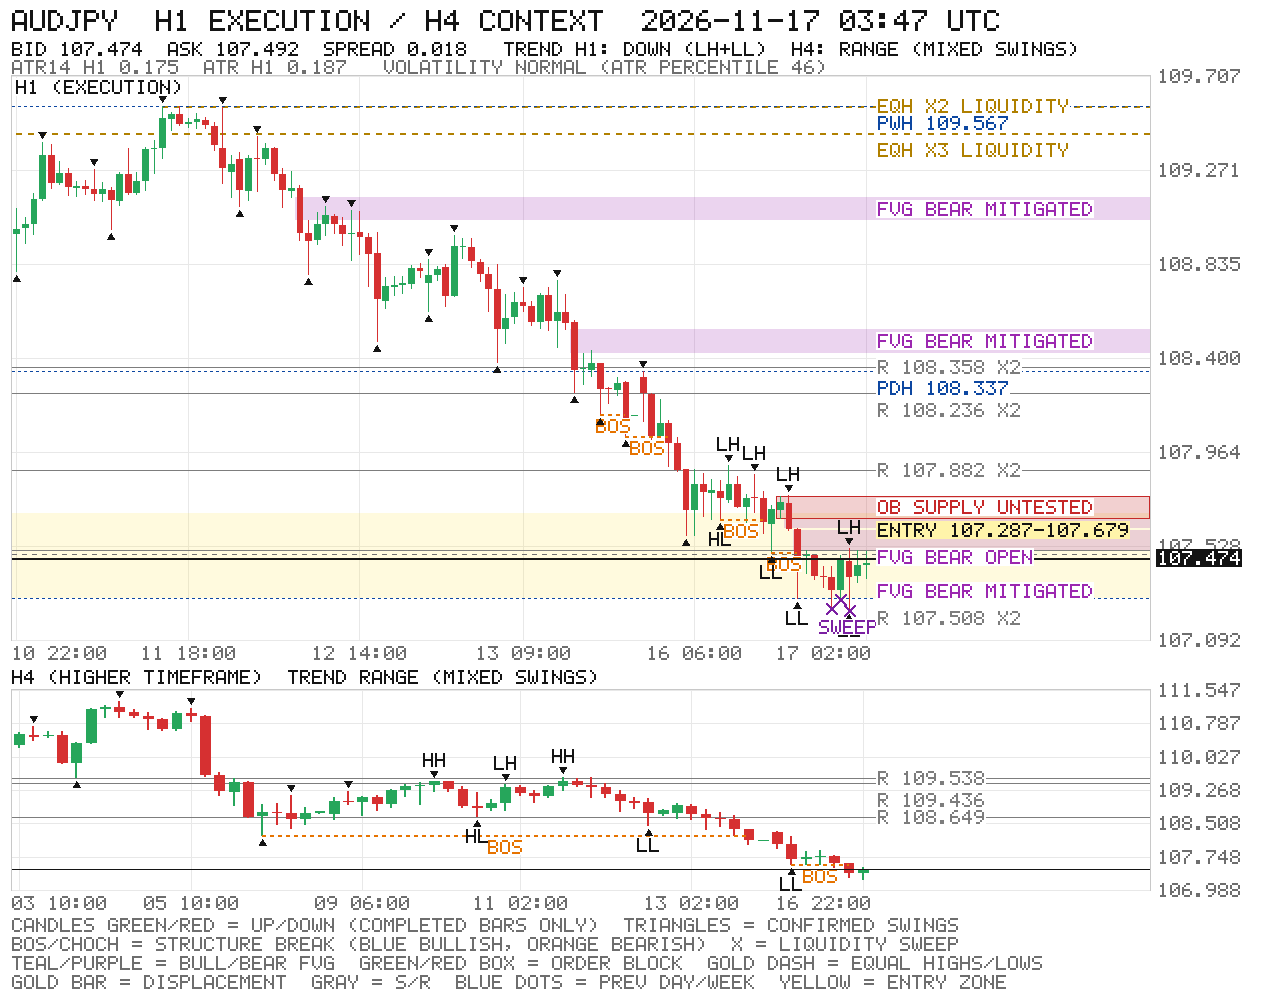 AUDJPY  H1 EXECUTION / H4 CONTEXT  2026-11-17 03:47 UTC
BID 107.474  ASK 107.492  SPREAD 0.018   TREND H1: DOWN (LH+LL)  H4: RANGE (MIXED SWINGS)
ATR14 H1 0.175  ATR H1 0.187   VOLATILITY NORMAL (ATR PERCENTILE 46)
109.707
H1 (EXECUTION)
EQH X2 LIQUIDITY
PWH 109.567
EQH X3 LIQUIDITY
109.271
FVG BEAR MITIGATED
108.835
FVG BEAR MITIGATED
108.400
R 108.358 X2
PDH 108.337
R 108.236 X2
BOS
BOS
107.964
LH
LH
R 107.882 X2
LH
OB SUPPLY UNTESTED
ENTRY 107.287-107.679
LH
BOS
HL
107.528
107.474
FVG BEAR OPEN
BOS
LL
FVG BEAR MITIGATED
LL
R 107.508 X2
SWEEP
107.092
10 22:00  11 18:00  12 14:00  13 09:00  16 06:00  17 02:00
H4 (HIGHER TIMEFRAME)  TREND RANGE (MIXED SWINGS)
111.547
110.787
110.027
HH
LH
HH
R 109.538
109.268
R 109.436
R 108.649
108.508
HL
BOS
LL
107.748
BOS
LL
106.988
03 10:00  05 10:00  09 06:00  11 02:00  13 02:00  16 22:00
CANDLES GREEN/RED = UP/DOWN (COMPLETED BARS ONLY)  TRIANGLES = CONFIRMED SWINGS
BOS/CHOCH = STRUCTURE BREAK (BLUE BULLISH, ORANGE BEARISH)  X = LIQUIDITY SWEEP
TEAL/PURPLE = BULL/BEAR FVG  GREEN/RED BOX = ORDER BLOCK  GOLD DASH = EQUAL HIGHS/LOWS
GOLD BAR = DISPLACEMENT  GRAY = S/R  BLUE DOTS = PREV DAY/WEEK  YELLOW = ENTRY ZONE